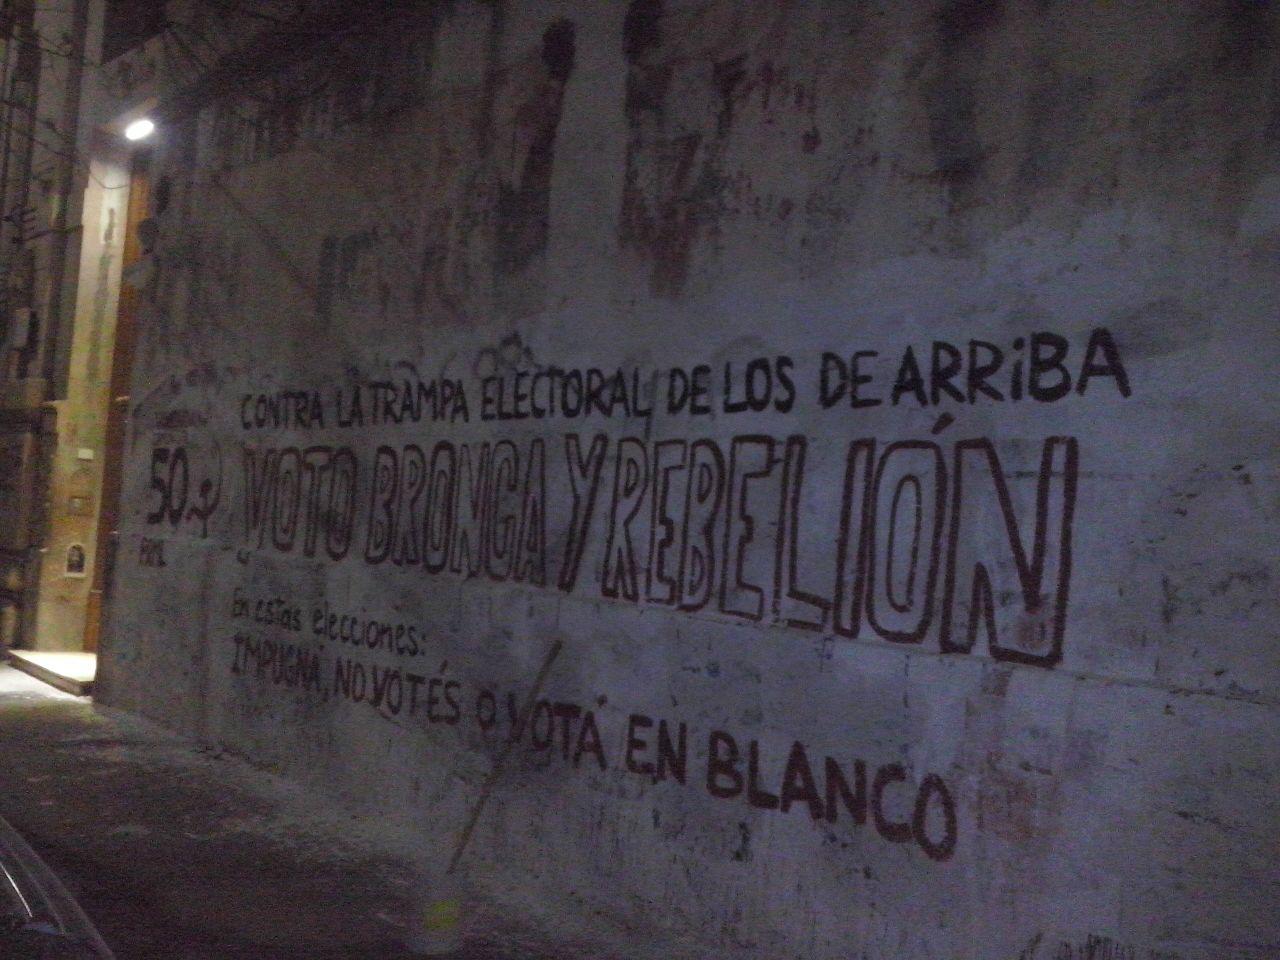 CONTRA LA TRAMPA ELECTORAL DE LOS DE ARRiBA
VOTO BRONCA Y REBELIÓN
50
En estas elecciones:
IMPUGNÁ, NO VOTÉS O VOTÁ EN BLANCO